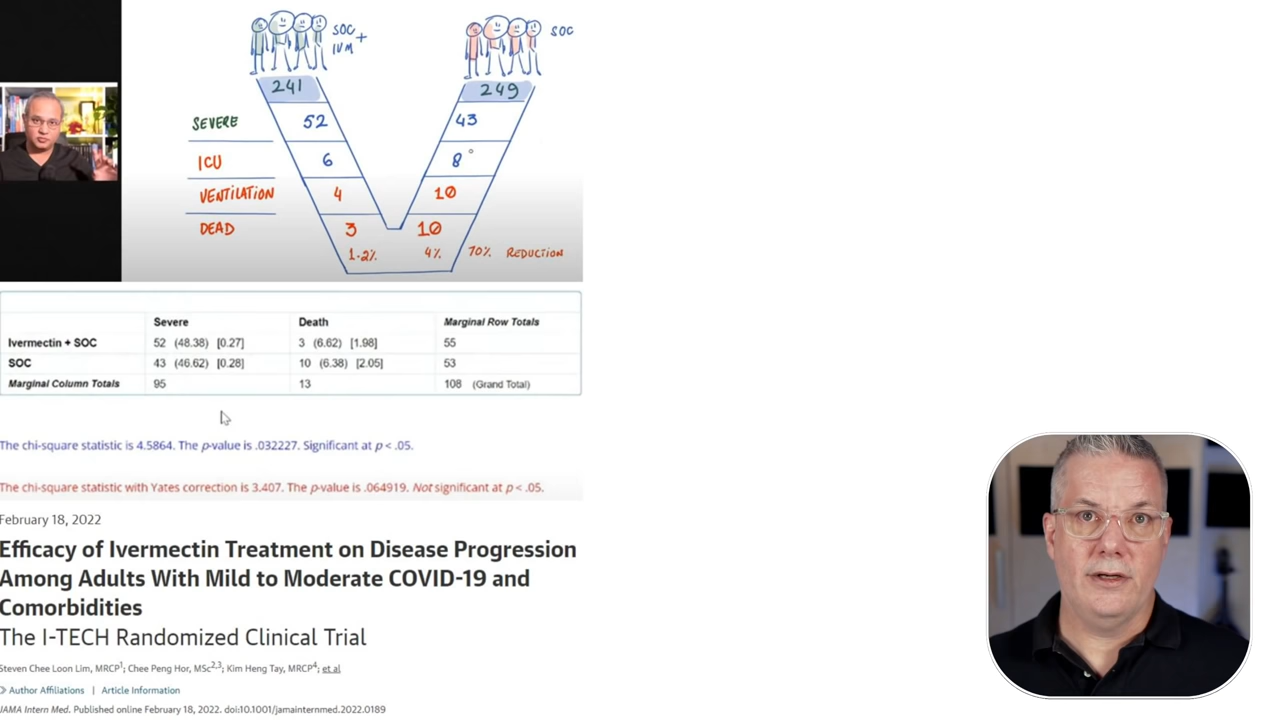 SOC
IVM +
SOC
241
249
SEVERE 52 43
ICU 6 8
VENTILATION 4 10
DEAD 3 10
1-2% 4% 70% REDUCTION
Severe Death Marginal Row Totals
Ivermectin + SOC 52 (48.38) [0.27] 3 (6.62) [1.98] 55
SOC 43 (46.62) [0.28] 10 (6.38) [2.05] 53
Marginal Column Totals 95 13 108 (Grand Total)
The chi-square statistic is 4.5864. The p-value is .032227. Significant at p < .05.
The chi-square statistic with Yates correction is 3.407. The p-value is .064919. Not significant at p < .05.
February 18, 2022
Efficacy of Ivermectin Treatment on Disease Progression
Among Adults With Mild to Moderate COVID-19 and
Comorbidities
The I-TECH Randomized Clinical Trial
Steven Chee Loon Lim, MRCP1; Chee Peng Hor, MSc2,3; Kim Heng Tay, MRCP4; et al
Author Affiliations | Article Information
JAMA Intern Med. Published online February 18, 2022. doi:10.1001/jamainternmed.2022.0189